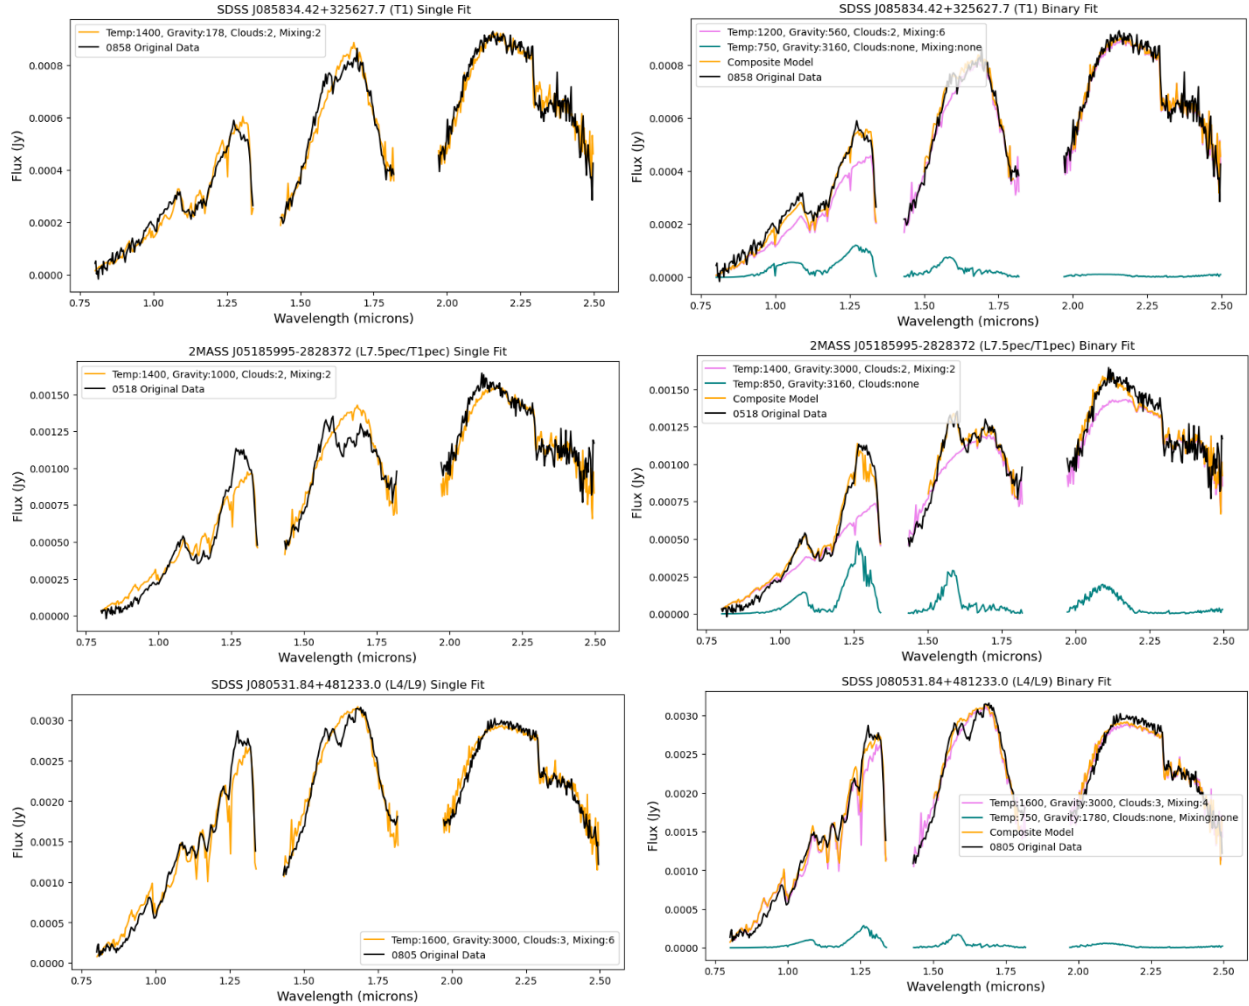 SDSS J085834.42+325627.7 (T1) Single Fit
Temp:1400, Gravity:178, Clouds:2, Mixing:2
0858 Original Data
Flux (Jy)
0.0008
0.0006
0.0004
0.0002
0.0000
0.75 1.00 1.25 1.50 1.75 2.00 2.25 2.50
Wavelength (microns)
SDSS J085834.42+325627.7 (T1) Binary Fit
Temp:1200, Gravity:560, Clouds:2, Mixing:6
Temp:750, Gravity:3160, Clouds:none, Mixing:none
Composite Model
0858 Original Data
Flux (Jy)
0.0008
0.0006
0.0004
0.0002
0.0000
0.75 1.00 1.25 1.50 1.75 2.00 2.25 2.50
Wavelength (microns)
2MASS J05185995-2828372 (L7.5pec/T1pec) Single Fit
Temp:1400, Gravity:1000, Clouds:2, Mixing:2
0518 Original Data
Flux (Jy)
0.00150
0.00125
0.00100
0.00075
0.00050
0.00025
0.00000
0.75 1.00 1.25 1.50 1.75 2.00 2.25 2.50
Wavelength (microns)
2MASS J05185995-2828372 (L7.5pec/T1pec) Binary Fit
Temp:1400, Gravity:3000, Clouds:2, Mixing:2
Temp:850, Gravity:3160, Clouds:none
Composite Model
0518 Original Data
Flux (Jy)
0.00150
0.00125
0.00100
0.00075
0.00050
0.00025
0.00000
0.75 1.00 1.25 1.50 1.75 2.00 2.25 2.50
Wavelength (microns)
SDSS J080531.84+481233.0 (L4/L9) Single Fit
Flux (Jy)
0.0030
0.0025
0.0020
0.0015
0.0010
0.0005
0.0000
Temp:1600, Gravity:3000, Clouds:3, Mixing:6
0805 Original Data
0.75 1.00 1.25 1.50 1.75 2.00 2.25 2.50
Wavelength (microns)
SDSS J080531.84+481233.0 (L4/L9) Binary Fit
Flux (Jy)
0.0030
0.0025
0.0020
0.0015
0.0010
0.0005
0.0000
Temp:1600, Gravity:3000, Clouds:3, Mixing:4
Temp:750, Gravity:1780, Clouds:none, Mixing:none
Composite Model
0805 Original Data
0.75 1.00 1.25 1.50 1.75 2.00 2.25 2.50
Wavelength (microns)